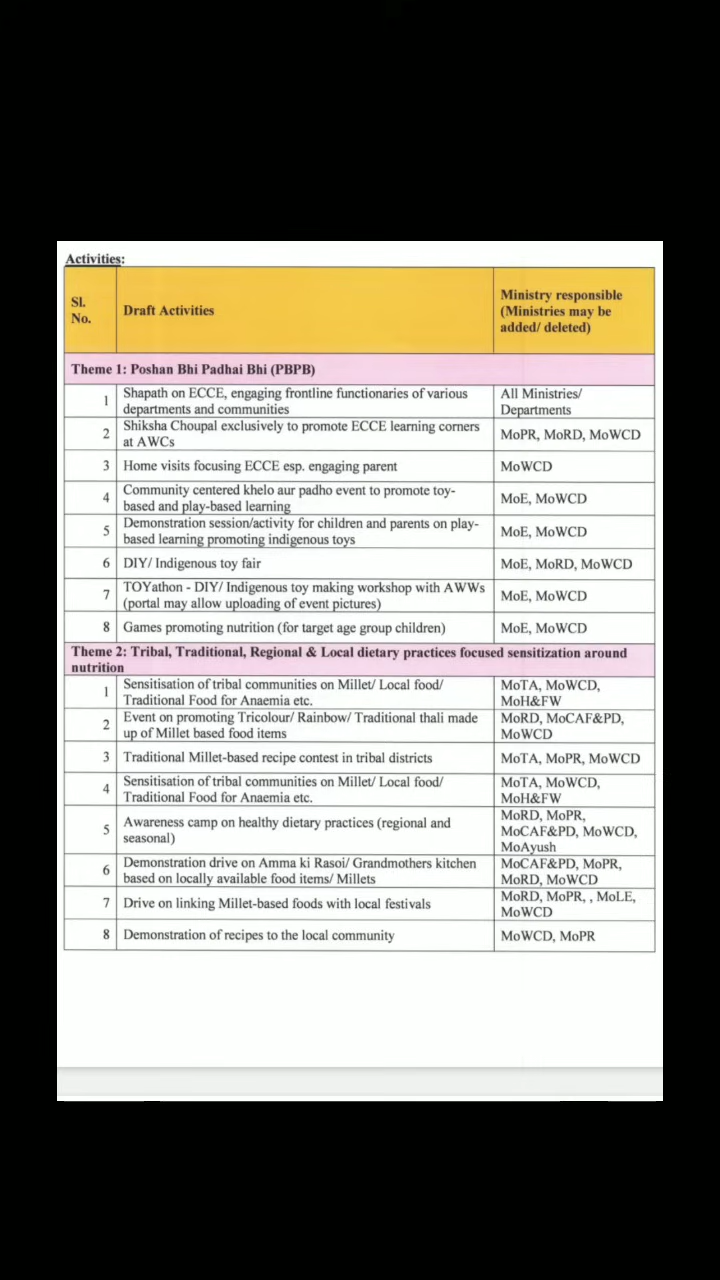 Activities:
Sl.
No.
Draft Activities
Ministry responsible
(Ministries may be
added/ deleted)
Theme 1: Poshan Bhi Padhai Bhi (PBPB)
1
Shapath on ECCE, engaging frontline functionaries of various
departments and communities
All Ministries/
Departments
2
Shiksha Choupal exclusively to promote ECCE learning corners
at AWCs
MoPR, MoRD, MoWCD
3
Home visits focusing ECCE esp. engaging parent
MoWCD
4
Community centered khelo aur padho event to promote toy-
based and play-based learning
MoE, MoWCD
5
Demonstration session/activity for children and parents on play-
based learning promoting indigenous toys
MoE, MoWCD
6
DIY/ Indigenous toy fair
MoE, MoRD, MoWCD
7
TOYathon - DIY/ Indigenous toy making workshop with AWWs
(portal may allow uploading of event pictures)
MoE, MoWCD
8
Games promoting nutrition (for target age group children)
MoE, MoWCD
Theme 2: Tribal, Traditional, Regional & Local dietary practices focused sensitization around
nutrition
1
Sensitisation of tribal communities on Millet/ Local food/
Traditional Food for Anaemia etc.
MoTA, MoWCD,
MoH&FW
2
Event on promoting Tricolour/ Rainbow/ Traditional thali made
up of Millet based food items
MoRD, MoCAF&PD,
MoWCD
3
Traditional Millet-based recipe contest in tribal districts
MoTA, MoPR, MoWCD
4
Sensitisation of tribal communities on Millet/ Local food/
Traditional Food for Anaemia etc.
MoTA, MoWCD,
MoH&FW
5
Awareness camp on healthy dietary practices (regional and
seasonal)
MoRD, MoPR,
MoCAF&PD, MoWCD,
MoAyush
6
Demonstration drive on Amma ki Rasoi/ Grandmothers kitchen
based on locally available food items/ Millets
MoCAF&PD, MoPR,
MoRD, MoWCD
7
Drive on linking Millet-based foods with local festivals
MoRD, MoPR, , MoLE,
MoWCD
8
Demonstration of recipes to the local community
MoWCD, MoPR